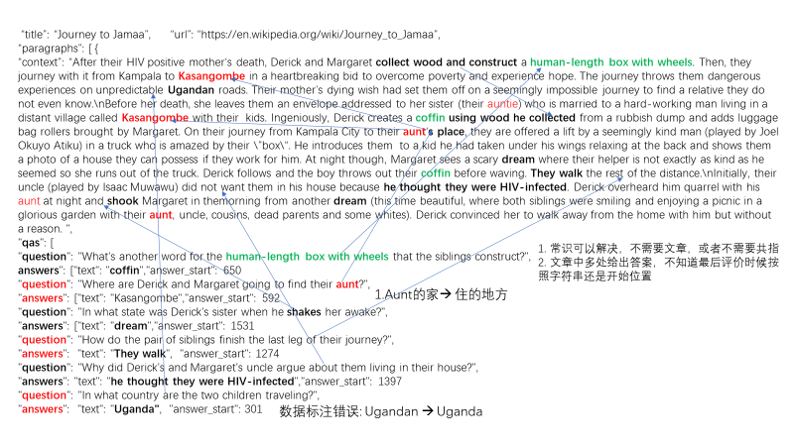 "title": "Journey to Jamaa", "url": "https://en.wikipedia.org/wiki/Journey_to_Jamaa",
"paragraphs": [ {
"context": "After their HIV positive mother's death, Derick and Margaret collect wood and construct a human-length box with wheels. Then, they
journey with it from Kampala to Kasangombe in a heartbreaking bid to overcome poverty and experience hope. The journey throws them dangerous
experiences on unpredictable Ugandan roads. Their mother's dying wish had set them off on a seemingly impossible journey to find a relative they do
not even know.\nBefore her death, she leaves them an envelope addressed to her sister (their auntie) who is married to a hard-working man living in a
distant village called Kasangombe with their kids. Ingeniously, Derick creates a coffin using wood he collected from a rubbish dump and adds luggage
bag rollers brought by Margaret. On their journey from Kampala City to their aunt's place, they are offered a lift by a seemingly kind man (played by Joel
Okuyo Atiku) in a truck who is amazed by their \"box\". He introduces them to a kid he had taken under his wings relaxing at the back and shows them
a photo of a house they can possess if they work for him. At night though, Margaret sees a scary dream where their helper is not exactly as kind as he
seemed so she runs out of the truck. Derick follows and the boy throws out their coffin before waving. They walk the rest of the distance.\nInitially, their
uncle (played by Isaac Muwawu) did not want them in his house because he thought they were HIV-infected. Derick overheard him quarrel with his
aunt at night and shook Margaret in themorning from another dream (this time beautiful, where both siblings were smiling and enjoying a picnic in a
glorious garden with their aunt, uncle, cousins, dead parents and some whites). Derick convinced her to walk away from the home with him but without
a reason. ",
"qas": [
"question": "What's another word for the human-length box with wheels that the siblings construct?",
answers": ["text": "coffin","answer_start": 650
"question": "Where are Derick and Margaret going to find their aunt?",
"answers": ["text": "Kasangombe","answer_start": 592
"question": "In what state was Derick's sister when he shakes her awake?",
"answers": ["text": "dream","answer_start": 1531
"question": "How do the pair of siblings finish the last leg of their journey?",
"answers": "text": "They walk", "answer_start": 1274
"question": "Why did Derick's and Margaret's uncle argue about them living in their house?",
"answers": "text": "he thought they were HIV-infected","answer_start": 1397
"question": "In what country are the two children traveling?",
"answers": "text": "Uganda", "answer_start": 301
1. 常识可以解决，不需要文章，或者不需要共指
2. 文章中多处给出答案，不知道最后评价时候按
照字符串还是开始位置
1.Aunt的家→ 住的地方
数据标注错误: Ugandan → Uganda